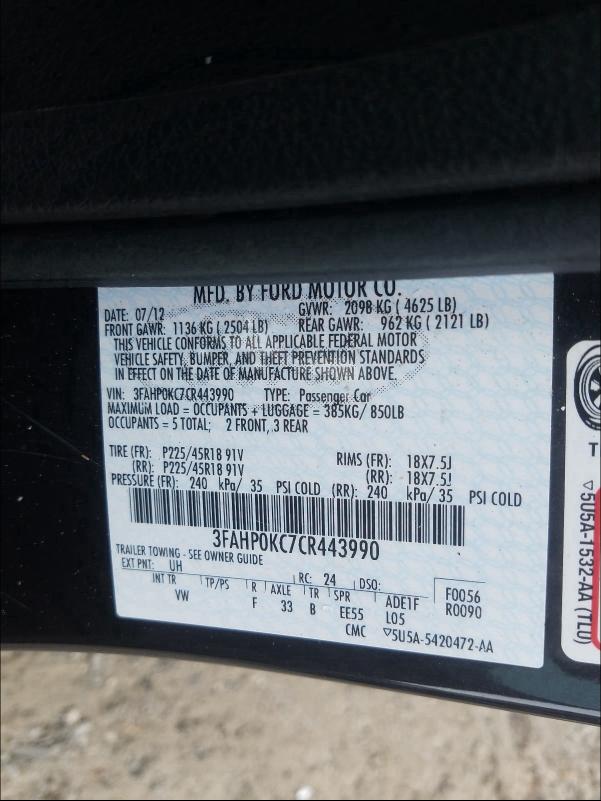 MFD. BY FORD MOTOR CO.
DATE: 07/12 GVWR: 2098 KG ( 4625 LB)
FRONT GAWR: 1136 KG ( 2504 LB) REAR GAWR: 962 KG ( 2121 LB)
THIS VEHICLE CONFORMS TO ALL APPLICABLE FEDERAL MOTOR
VEHICLE SAFETY, BUMPER, AND THEFT PREVENTION STANDARDS
IN EFFECT ON THE DATE OF MANUFACTURE SHOWN ABOVE.
VIN: 3FAHP0KC7CR443990 TYPE: Passenger Car
MAXIMUM LOAD = OCCUPANTS + LUGGAGE = 385KG/ 850LB
OCCUPANTS = 5 TOTAL; 2 FRONT, 3 REAR
TIRE (FR): P225/45R18 91V RIMS (FR): 18X7.5J
(RR): P225/45R18 91V (RR): 18X7.5J
PRESSURE (FR): 240 kPa/ 35 PSI COLD (RR): 240 kPa/ 35 PSI COLD
3FAHP0KC7CR443990
TRAILER TOWING - SEE OWNER GUIDE
EXT PNT: UH RC: 24 DSO: F0056
INT TR TP/PS R AXLE TR SPR ADE1F R0090
VW F 33 B EE55 L05
CMC ▽5U5A-5420472-AA
T
▽5U5A-1532-AA (TL0)